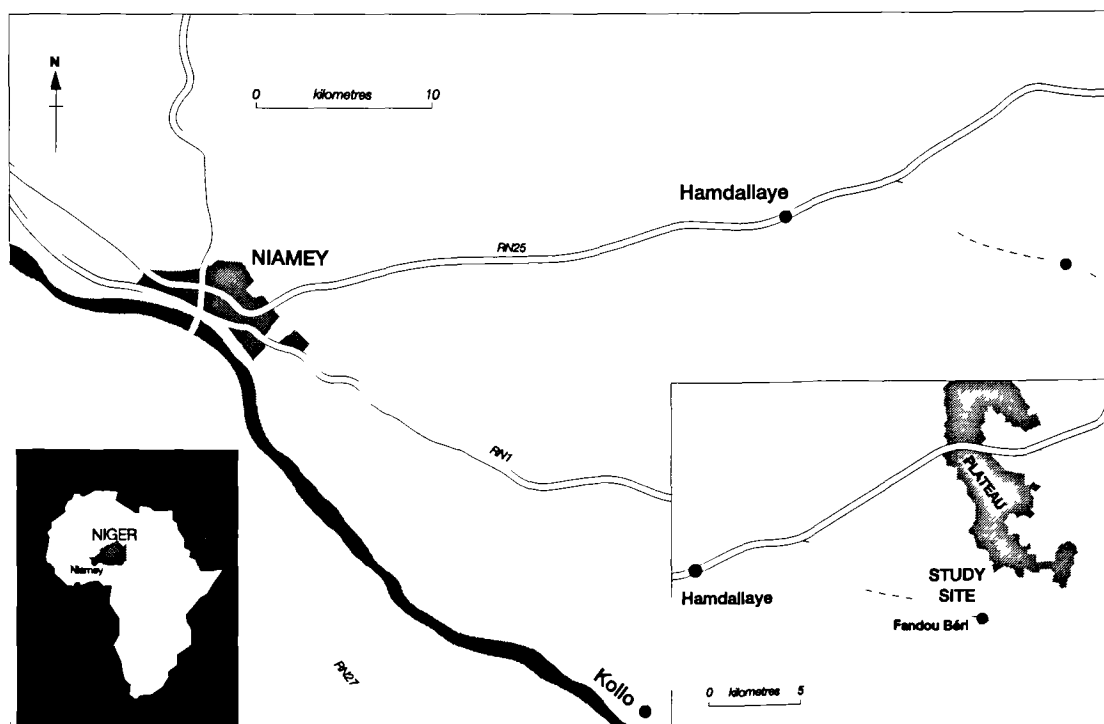 N
0 kilometres 10
Hamdallaye
RN25
NIAMEY
RN1
PLATEAU
NIGER
Niamey
Hamdallaye
STUDY
SITE
Fandou Béri
RN27
Kollo
0 kilometres 5